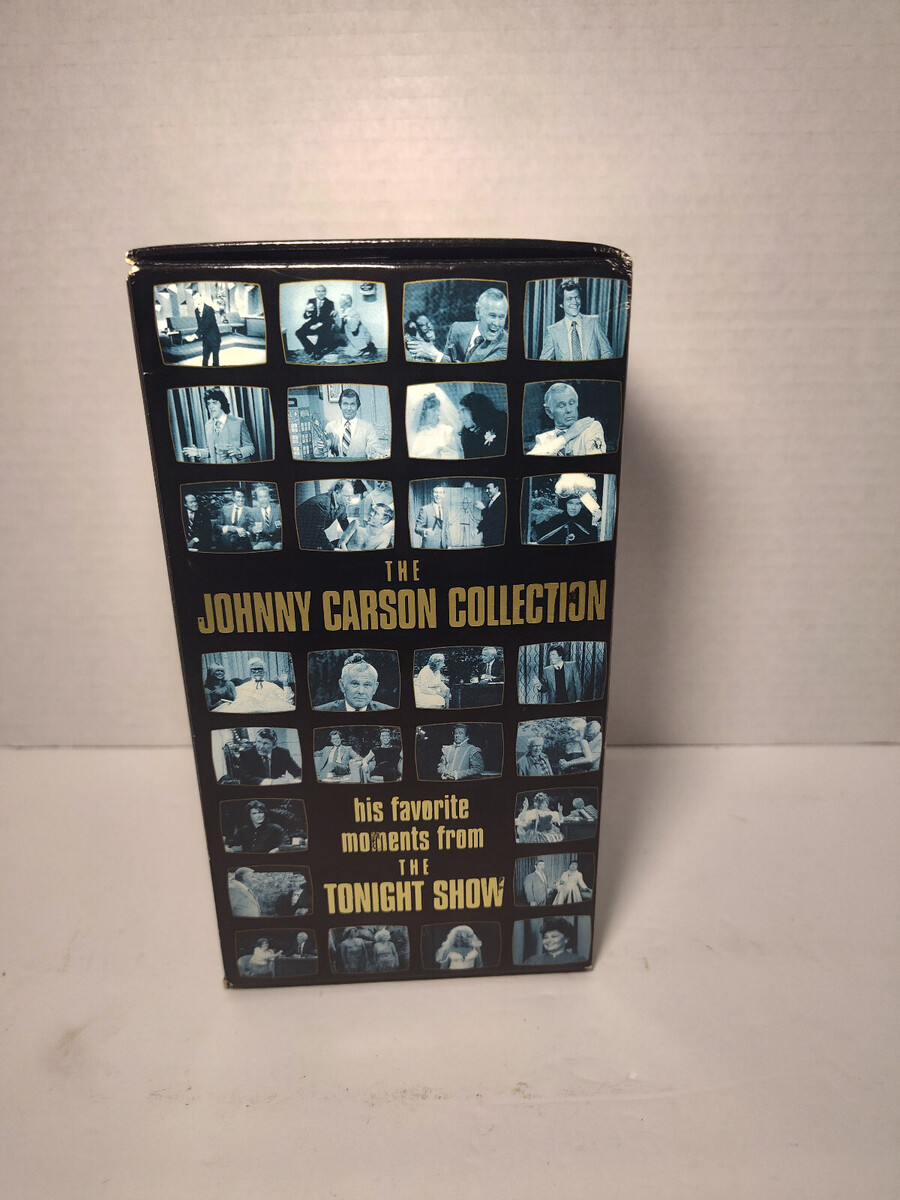 THE
JOHNNY CARSON COLLECTION
his favorite
moments from
THE
TONIGHT SHOW